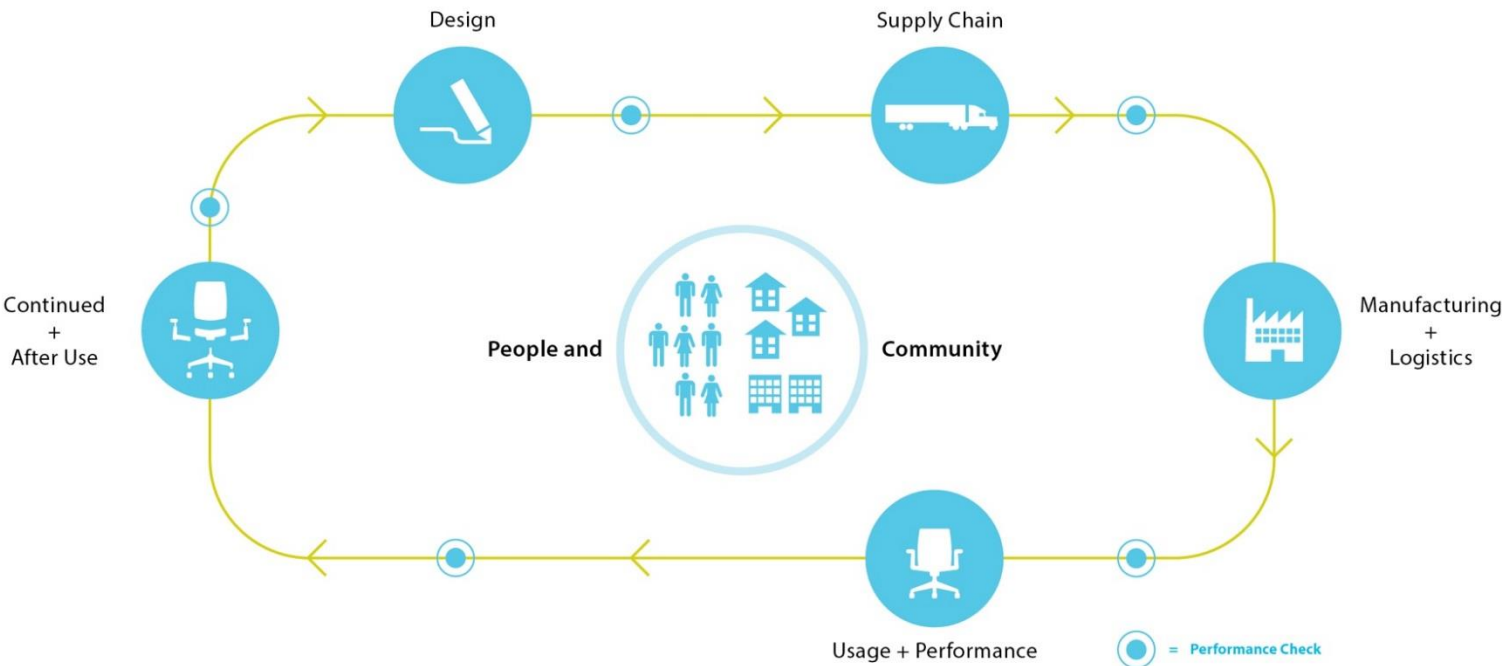 Design
Supply Chain
Continued
+
After Use
People and
Community
Manufacturing
+
Logistics
Usage + Performance
= Performance Check